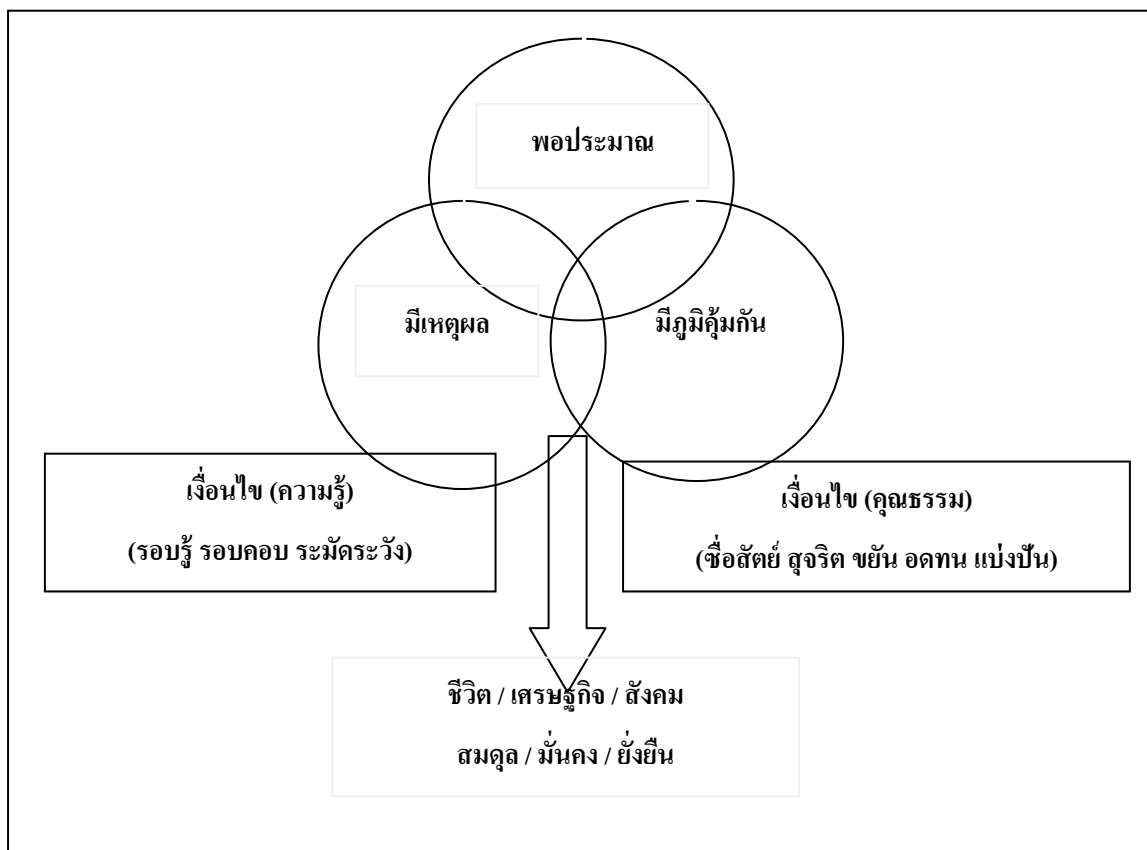 พอประมาณ
มีเหตุผล
มีภูมิคุ้มกัน
เงื่อนไข (ความรู้)
(รอบรู้ รอบคอบ ระมัดระวัง)
เงื่อนไข (คุณธรรม)
(ซื่อสัตย์ สุจริต ขยัน อดทน แบ่งปัน)
ชีวิต / เศรษฐกิจ / สังคม
สมดุล / มั่นคง / ยั่งยืน